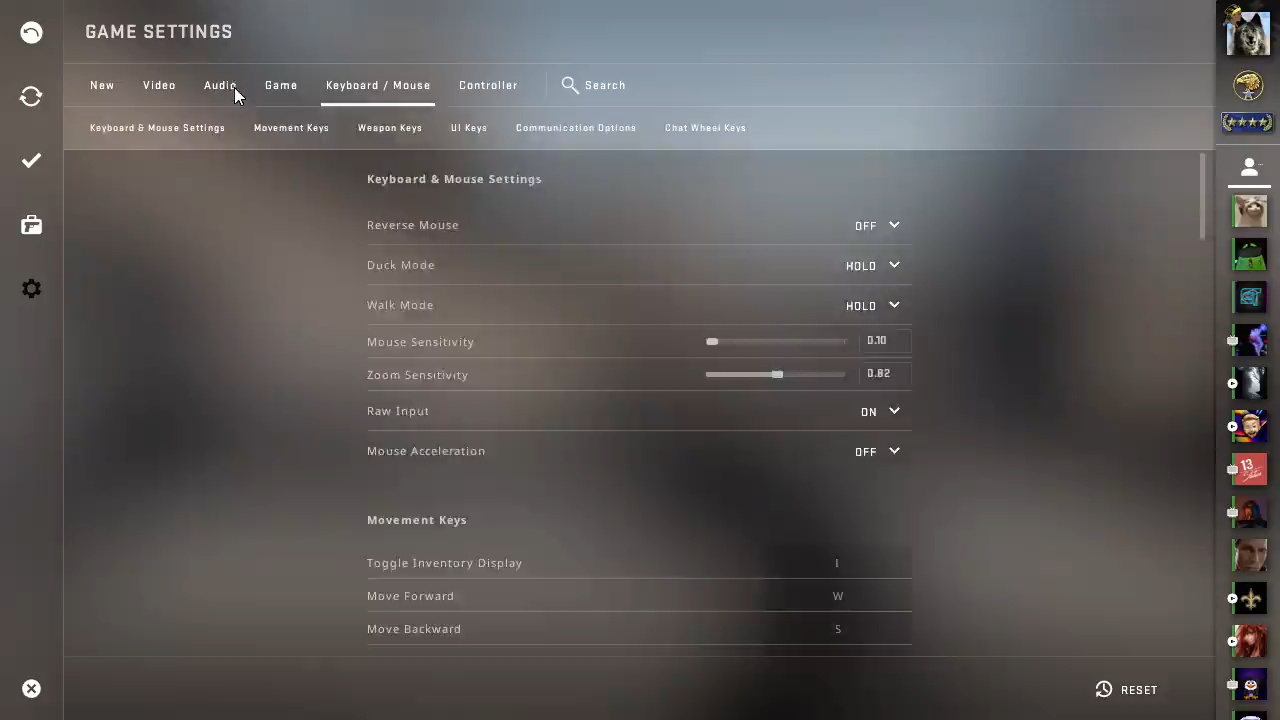 GAME SETTINGS
New Video Audio Game Keyboard / Mouse Controller Search
Keyboard & Mouse Settings Movement Keys Weapon Keys UI Keys Communication Options Chat Wheel Keys
Keyboard & Mouse Settings
Reverse Mouse OFF
Duck Mode HOLD
Walk Mode HOLD
Mouse Sensitivity 0.10
Zoom Sensitivity 0.82
Raw Input ON
Mouse Acceleration OFF
Movement Keys
Toggle Inventory Display I
Move Forward W
Move Backward S
RESET
13